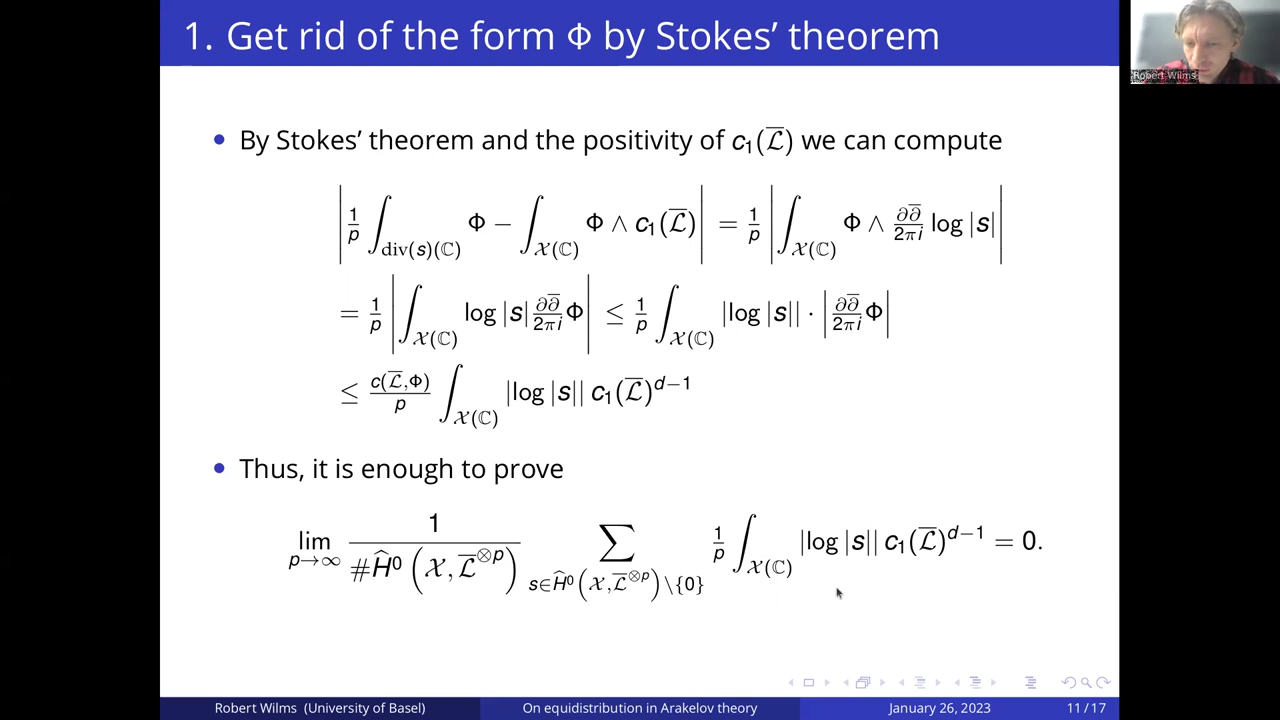 1. Get rid of the form Φ by Stokes’ theorem
Robert Wilms
• By Stokes’ theorem and the positivity of c₁(ℒ̅) we can compute
| 1/p ∫_{div(s)(ℂ)} Φ − ∫_{𝒳(ℂ)} Φ ∧ c₁(ℒ̅) | = 1/p | ∫_{𝒳(ℂ)} Φ ∧ ∂∂̅/2πi log |s| |
= 1/p | ∫_{𝒳(ℂ)} log |s| ∂∂̅/2πi Φ | ≤ 1/p ∫_{𝒳(ℂ)} |log |s|| · | ∂∂̅/2πi Φ |
≤ c(ℒ̅,Φ)/p ∫_{𝒳(ℂ)} |log |s|| c₁(ℒ̅)^{d−1}
• Thus, it is enough to prove
lim_{p→∞} 1/#Ĥ⁰(𝒳, ℒ̅^{⊗p}) ∑_{s∈Ĥ⁰(𝒳,ℒ̅^{⊗p})\{0}} 1/p ∫_{𝒳(ℂ)} |log |s|| c₁(ℒ̅)^{d−1} = 0.
Robert Wilms (University of Basel) On equidistribution in Arakelov theory January 26, 2023 11 / 17